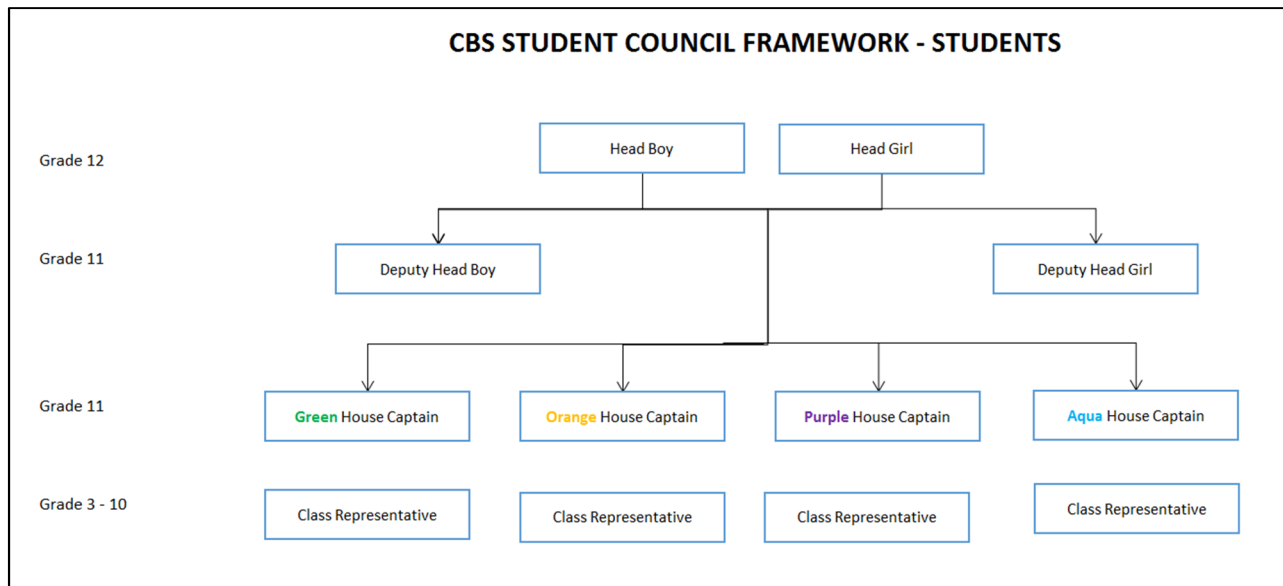 CBS STUDENT COUNCIL FRAMEWORK - STUDENTS
Grade 12
Head Boy
Head Girl
Grade 11
Deputy Head Boy
Deputy Head Girl
Grade 11
Green House Captain
Orange House Captain
Purple House Captain
Aqua House Captain
Grade 3 - 10
Class Representative
Class Representative
Class Representative
Class Representative